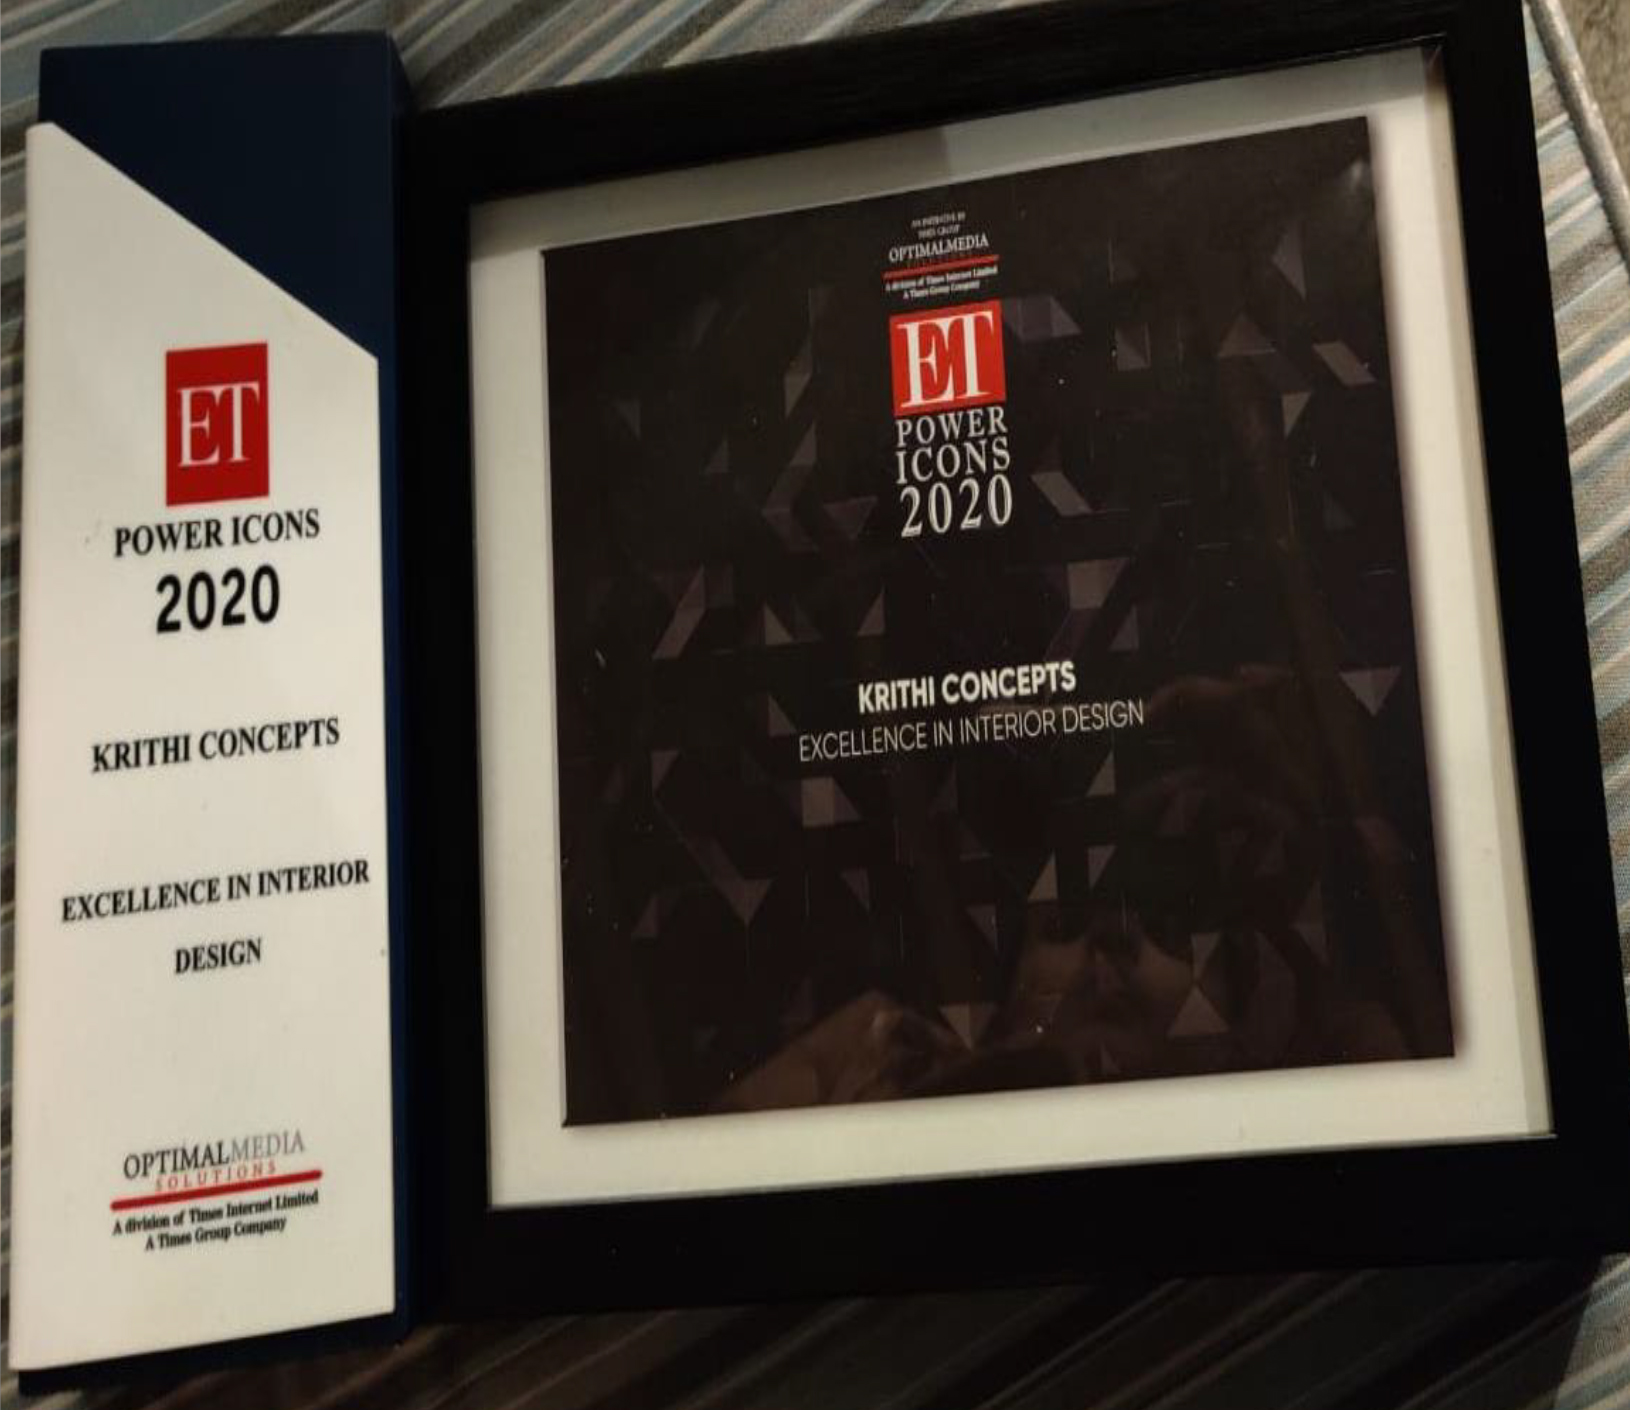 ET
POWER ICONS
2020
KRITHI CONCEPTS
EXCELLENCE IN INTERIOR
DESIGN
OPTIMALMEDIA
SOLUTIONS
A division of Times Internet Limited
A Times Group Company
AN INITIATIVE BY
TIMES GROUP
OPTIMALMEDIA
A division of Times Internet Limited
A Times Group Company
ET
POWER
ICONS
2020
KRITHI CONCEPTS
EXCELLENCE IN INTERIOR DESIGN